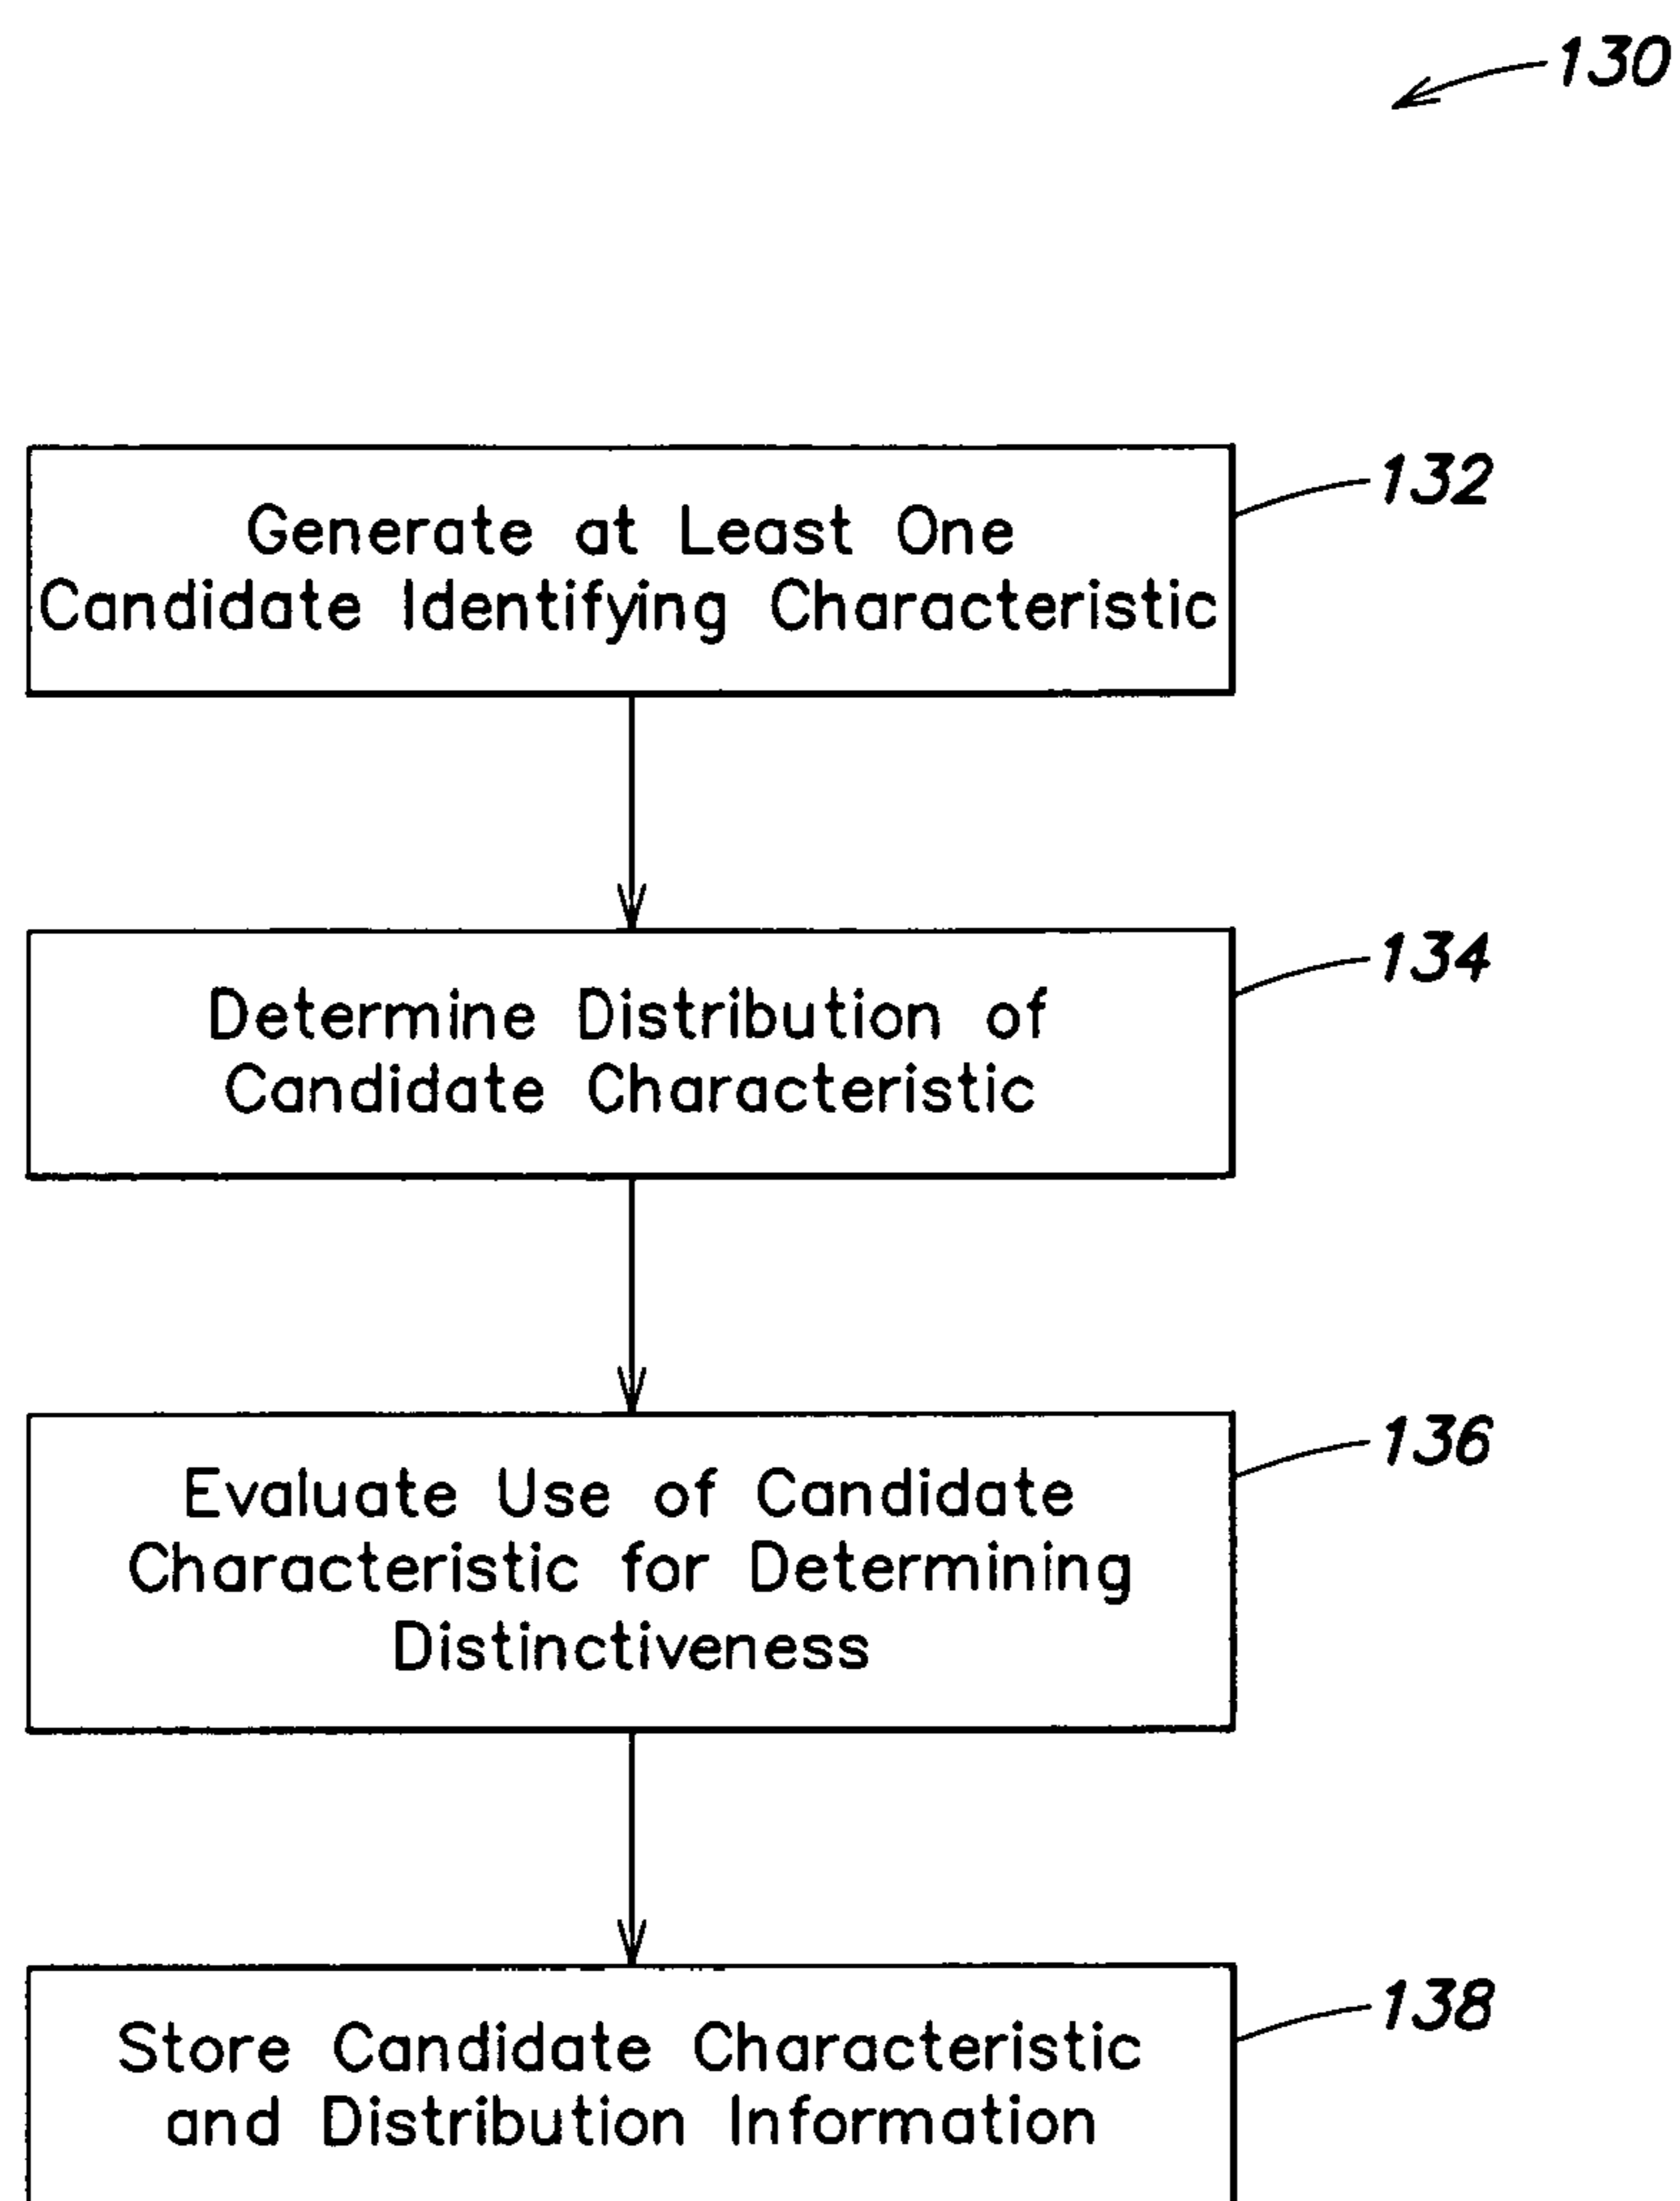 130
Generate at Least One
Candidate Identifying Characteristic
132
Determine Distribution of
Candidate Characteristic
134
Evaluate Use of Candidate
Characteristic for Determining
Distinctiveness
136
Store Candidate Characteristic
and Distribution Information
138